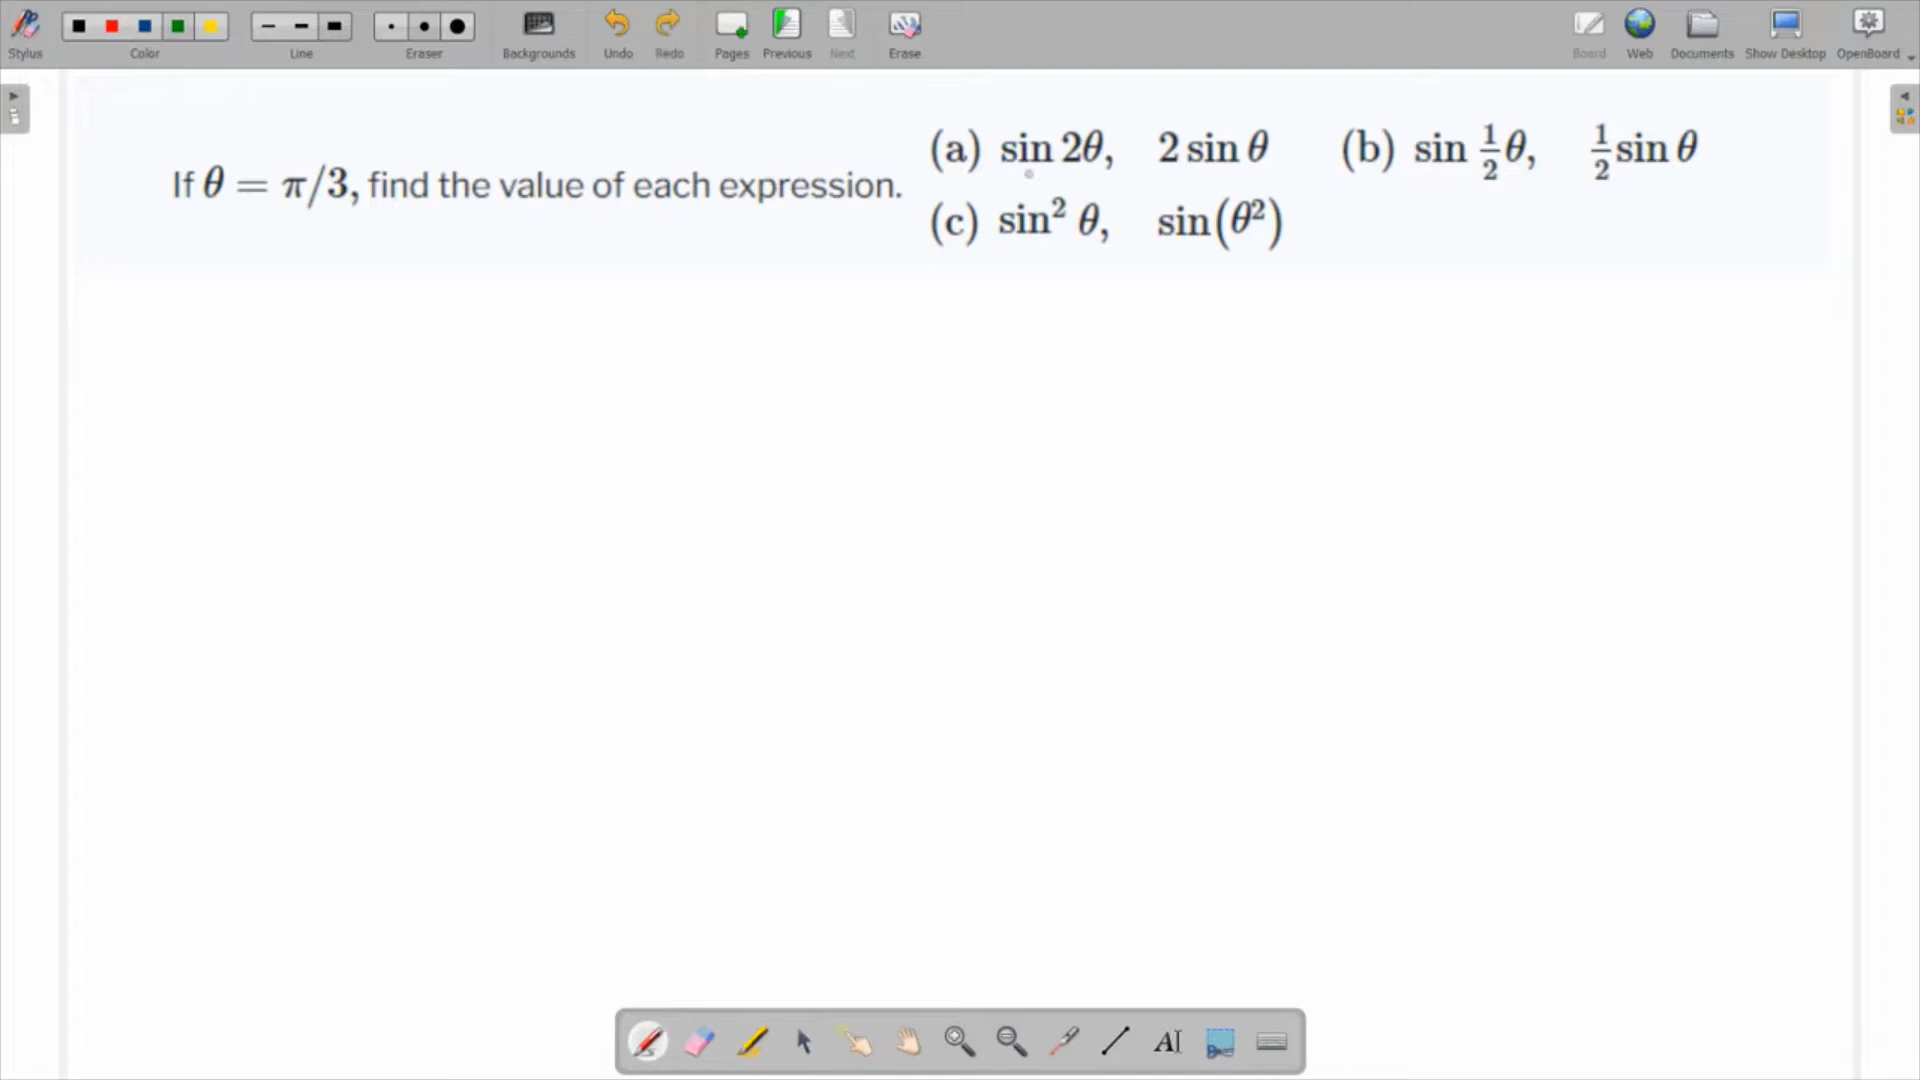 Stylus Color Line Eraser Backgrounds Undo Redo Pages Previous Next Erase Board Web Documents Show Desktop OpenBoard
If θ = π/3, find the value of each expression.
(a) sin 2θ, 2 sin θ (b) sin ½θ, ½ sin θ
(c) sin² θ, sin(θ²)